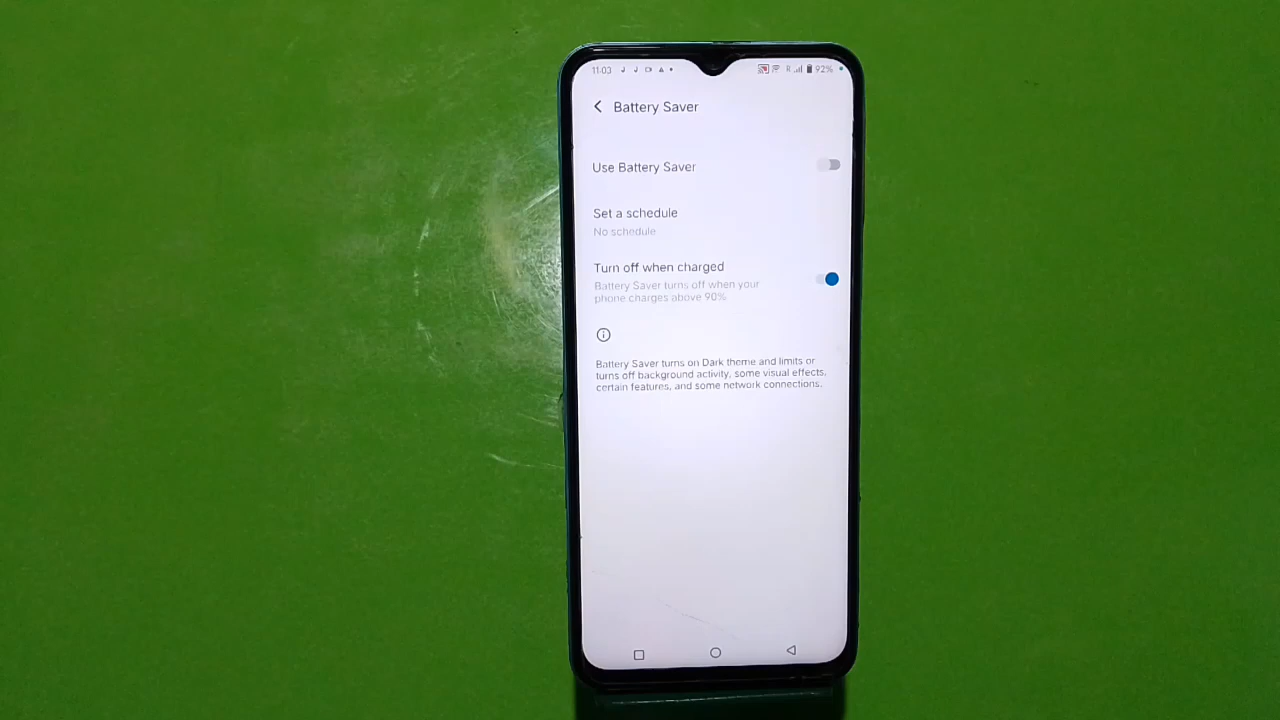 11:03 R 92%
Battery Saver
Use Battery Saver
Set a schedule
No schedule
Turn off when charged
Battery Saver turns off when your
phone charges above 90%
Battery Saver turns on Dark theme and limits or
turns off background activity, some visual effects,
certain features, and some network connections.